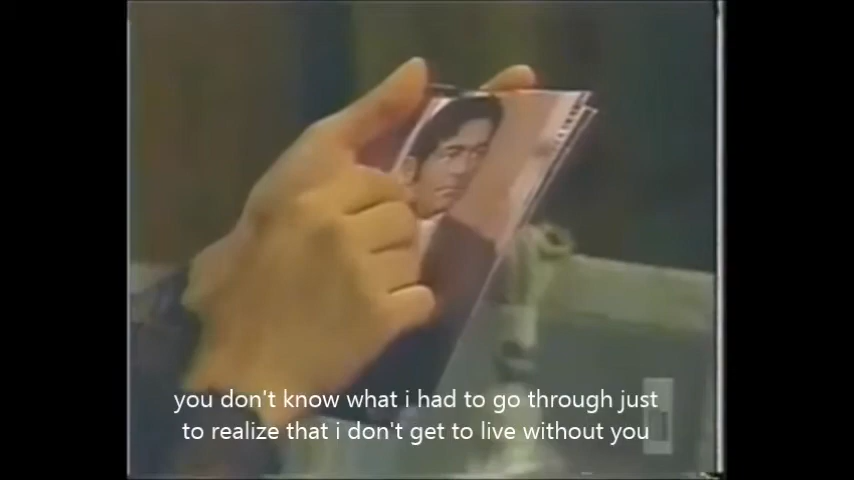 you don't know what i had to go through just
to realize that i don't get to live without you